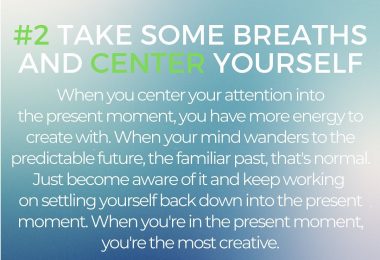 #2 TAKE SOME BREATHS
AND CENTER YOURSELF
When you center your attention into
the present moment, you have more energy to
create with. When your mind wanders to the
predictable future, the familiar past, that's normal.
Just become aware of it and keep working
on settling yourself back down into the present
moment. When you're in the present moment,
you're the most creative.